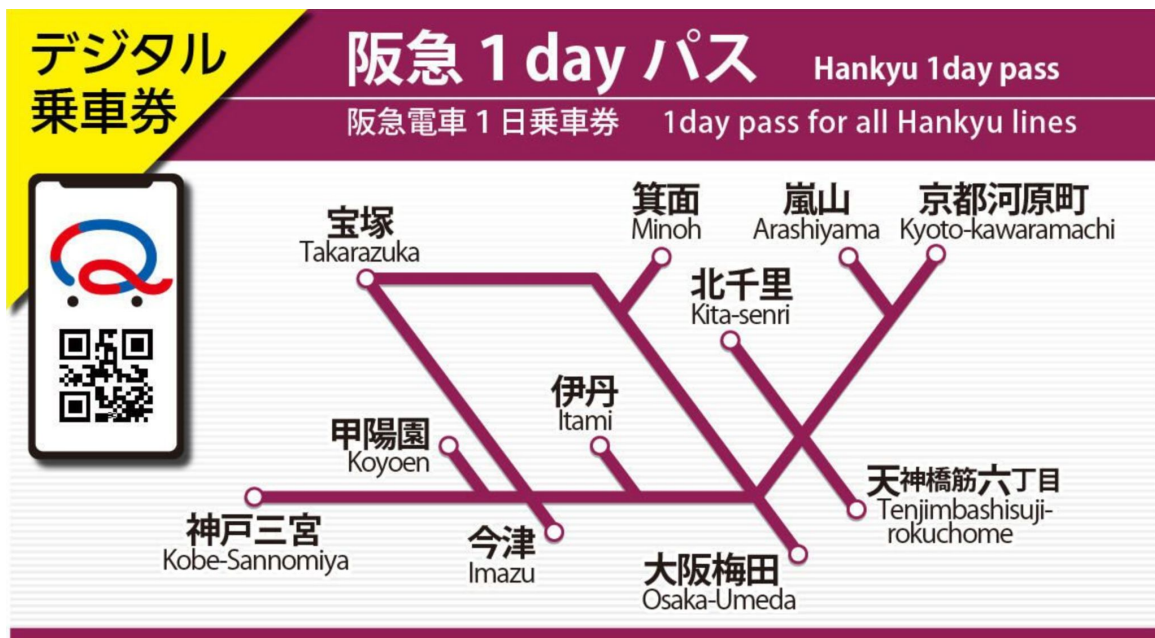 デジタル
乗車券
阪急 1 day パス Hankyu 1day pass
阪急電車 1 日乗車券 1day pass for all Hankyu lines
宝塚
Takarazuka
箕面
Minoh
嵐山
Arashiyama
京都河原町
Kyoto-kawaramachi
北千里
Kita-senri
伊丹
Itami
甲陽園
Koyoen
神戸三宮
Kobe-Sannomiya
今津
Imazu
天神橋筋六丁目
Tenjimbashisuji-
rokuchome
大阪梅田
Osaka-Umeda